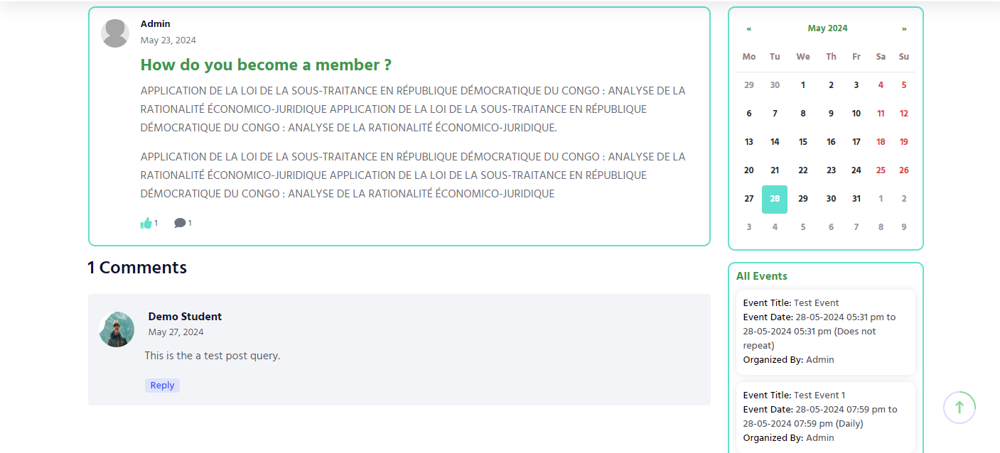 Admin
May 23, 2024
How do you become a member ?
APPLICATION DE LA LOI DE LA SOUS-TRAITANCE EN RÉPUBLIQUE DÉMOCRATIQUE DU CONGO : ANALYSE DE LA
RATIONALITÉ ÉCONOMICO-JURIDIQUE APPLICATION DE LA LOI DE LA SOUS-TRAITANCE EN RÉPUBLIQUE
DÉMOCRATIQUE DU CONGO : ANALYSE DE LA RATIONALITÉ ÉCONOMICO-JURIDIQUE.
APPLICATION DE LA LOI DE LA SOUS-TRAITANCE EN RÉPUBLIQUE DÉMOCRATIQUE DU CONGO : ANALYSE DE LA
RATIONALITÉ ÉCONOMICO-JURIDIQUE APPLICATION DE LA LOI DE LA SOUS-TRAITANCE EN RÉPUBLIQUE
DÉMOCRATIQUE DU CONGO : ANALYSE DE LA RATIONALITÉ ÉCONOMICO-JURIDIQUE
1 1
1 Comments
Demo Student
May 27, 2024
This is the a test post query.
Reply
« May 2024 »
Mo Tu We Th Fr Sa Su
29 30 1 2 3 4 5
6 7 8 9 10 11 12
13 14 15 16 17 18 19
20 21 22 23 24 25 26
27 28 29 30 31 1 2
3 4 5 6 7 8 9
All Events
Event Title: Test Event
Event Date: 28-05-2024 05:31 pm to
28-05-2024 05:31 pm (Does not
repeat)
Organized By: Admin
Event Title: Test Event 1
Event Date: 28-05-2024 07:59 pm to
28-05-2024 07:59 pm (Daily)
Organized By: Admin